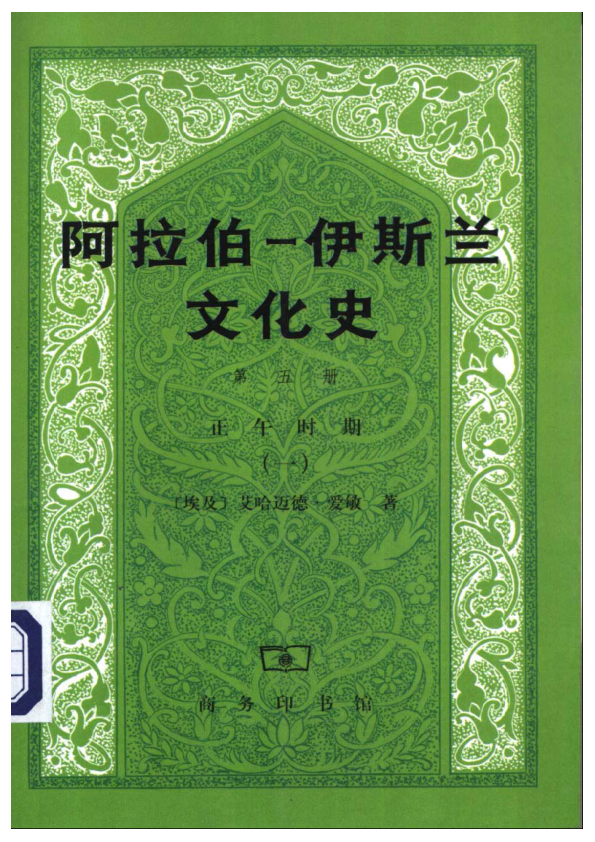 阿拉伯-伊斯兰
文化史
第五册
正午时期
(一)
〔埃及〕艾哈迈德·爱敏 著
商务印书馆